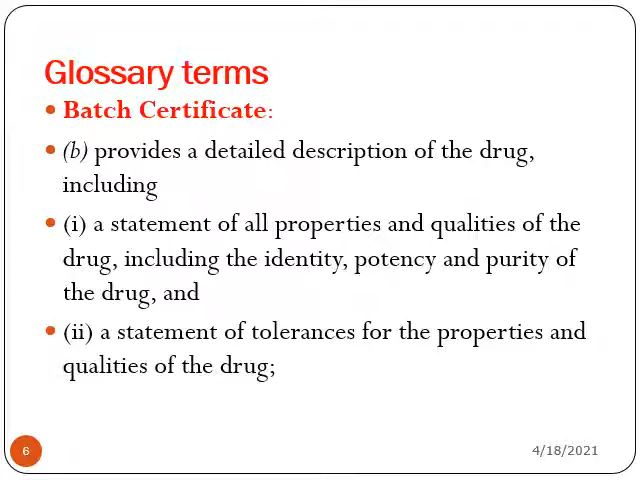 Glossary terms
Batch Certificate:
(b) provides a detailed description of the drug,
including
(i) a statement of all properties and qualities of the
drug, including the identity, potency and purity of
the drug, and
(ii) a statement of tolerances for the properties and
qualities of the drug;
6
4/18/2021